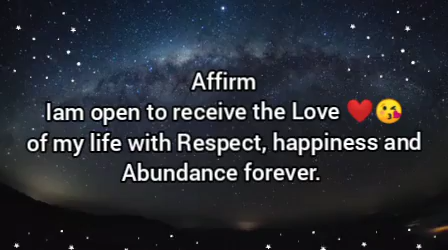 Affirm
Iam open to receive the Love ❤️😘
of my life with Respect, happiness and
Abundance forever.